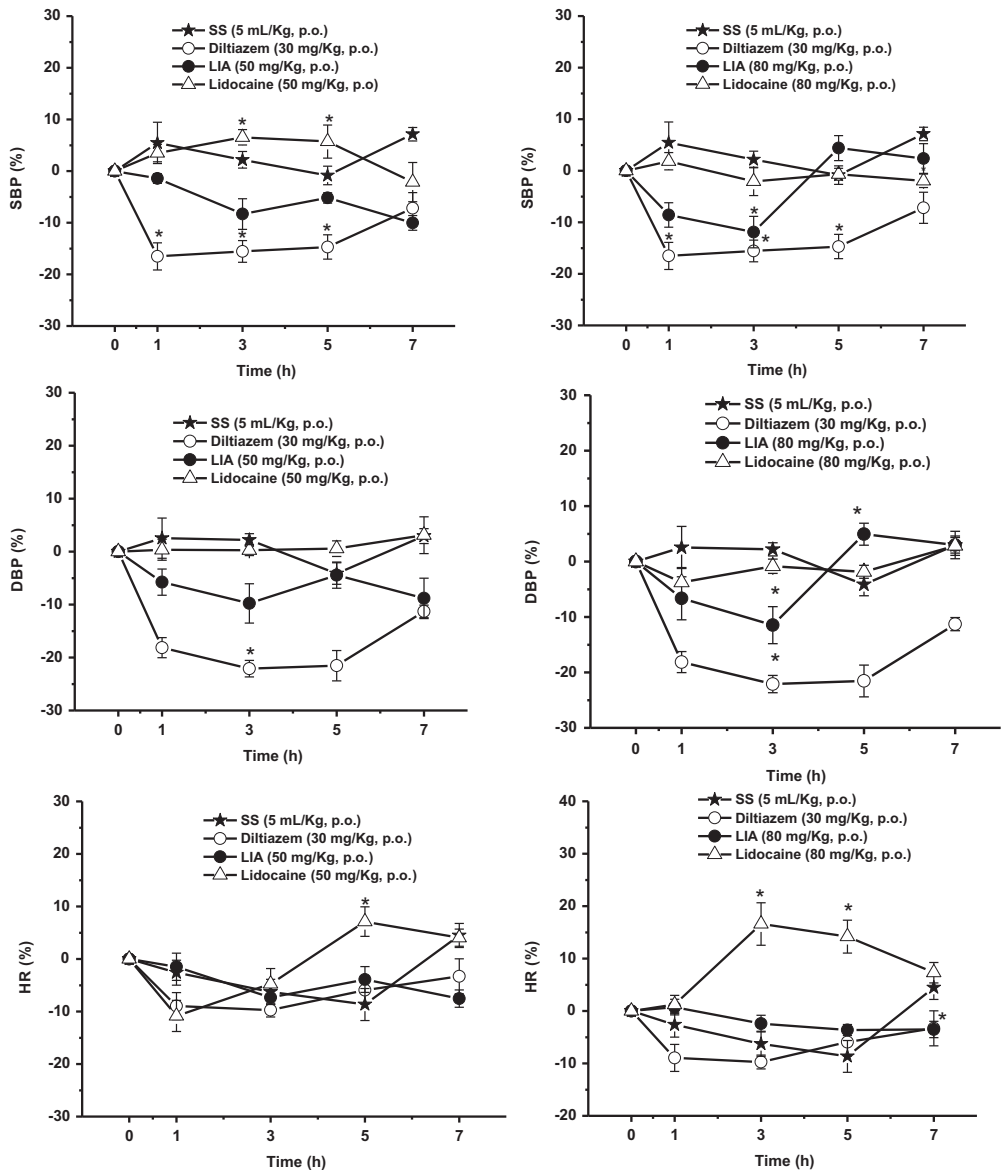 SS (5 mL/Kg, p.o.)
Diltiazem (30 mg/Kg, p.o.)
LIA (50 mg/Kg, p.o.)
Lidocaine (50 mg/Kg, p.o)
30
20
10
0
-10
-20
-30
SBP (%)
* * * * *
0 1 3 5 7
Time (h)
SS (5 mL/Kg, p.o.)
Diltiazem (30 mg/Kg, p.o.)
LIA (80 mg/Kg, p.o.)
Lidocaine (80 mg/Kg, p.o.)
30
20
10
0
-10
-20
-30
SBP (%)
* * * *
0 1 3 5 7
Time (h)
SS (5 mL/Kg, p.o.)
Diltiazem (30 mg/Kg, p.o.)
LIA (50 mg/Kg, p.o.)
Lidocaine (50 mg/Kg, p.o.)
30
20
10
0
-10
-20
-30
DBP (%)
*
0 1 3 5 7
Time (h)
SS (5 mL/Kg, p.o.)
Diltiazem (30 mg/Kg, p.o.)
LIA (80 mg/Kg, p.o.)
Lidocaine (80 mg/Kg, p.o.)
30
20
10
0
-10
-20
-30
DBP (%)
* * *
0 1 3 5 7
Time (h)
SS (5 mL/Kg, p.o.)
Diltiazem (30 mg/Kg, p.o.)
LIA (50 mg/Kg, p.o.)
Lidocaine (50 mg/Kg, p.o.)
30
20
10
0
-10
-20
-30
HR (%)
*
0 1 3 5 7
Time (h)
SS (5 mL/Kg, p.o.)
Diltiazem (30 mg/Kg, p.o.)
LIA (80 mg/Kg, p.o.)
Lidocaine (80 mg/Kg, p.o.)
40
30
20
10
0
-10
-20
HR (%)
* * *
0 1 3 5 7
Time (h)